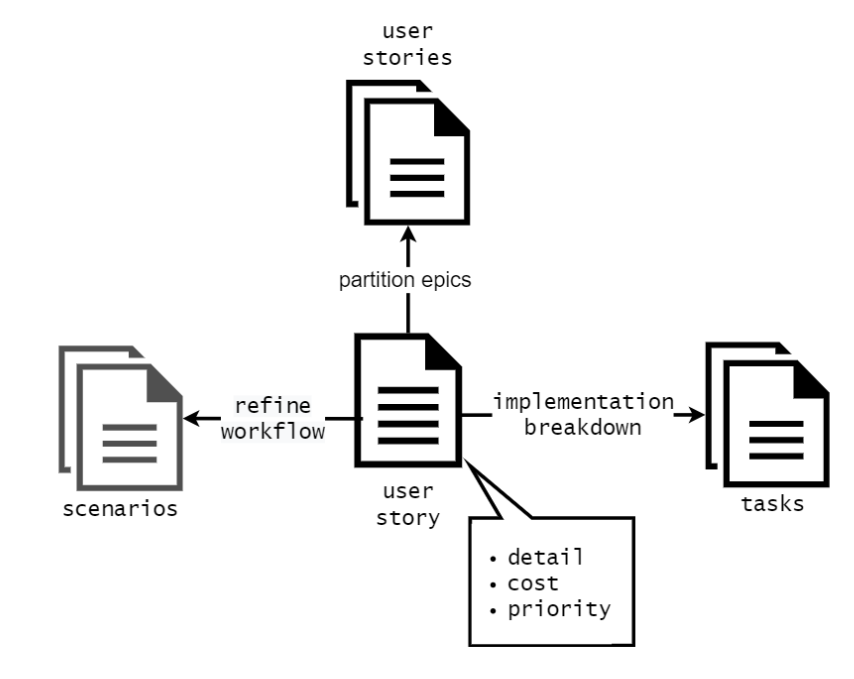 user
stories
partition epics
refine
workflow
implementation
breakdown
scenarios
user
story
tasks
• detail
• cost
• priority